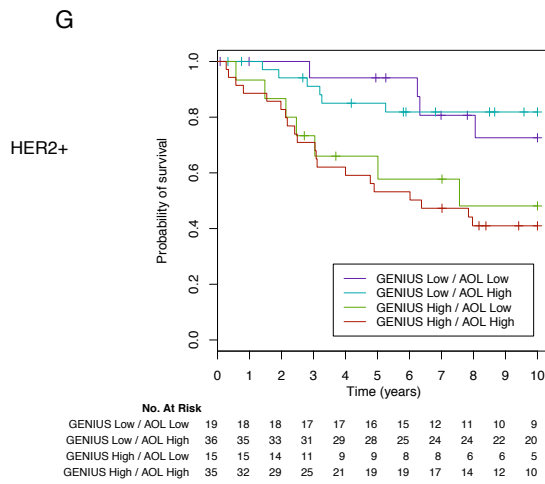 G
HER2+
Probability of survival
1.0
0.8
0.6
0.4
0.2
0.0
GENIUS Low / AOL Low
GENIUS Low / AOL High
GENIUS High / AOL Low
GENIUS High / AOL High
0 1 2 3 4 5 6 7 8 9 10
Time (years)
No. At Risk
GENIUS Low / AOL Low 19 18 18 17 17 16 15 12 11 10 9
GENIUS Low / AOL High 36 35 33 31 29 28 25 24 24 22 20
GENIUS High / AOL Low 15 15 14 11 9 9 8 8 6 6 5
GENIUS High / AOL High 35 32 29 25 21 19 19 17 14 12 10